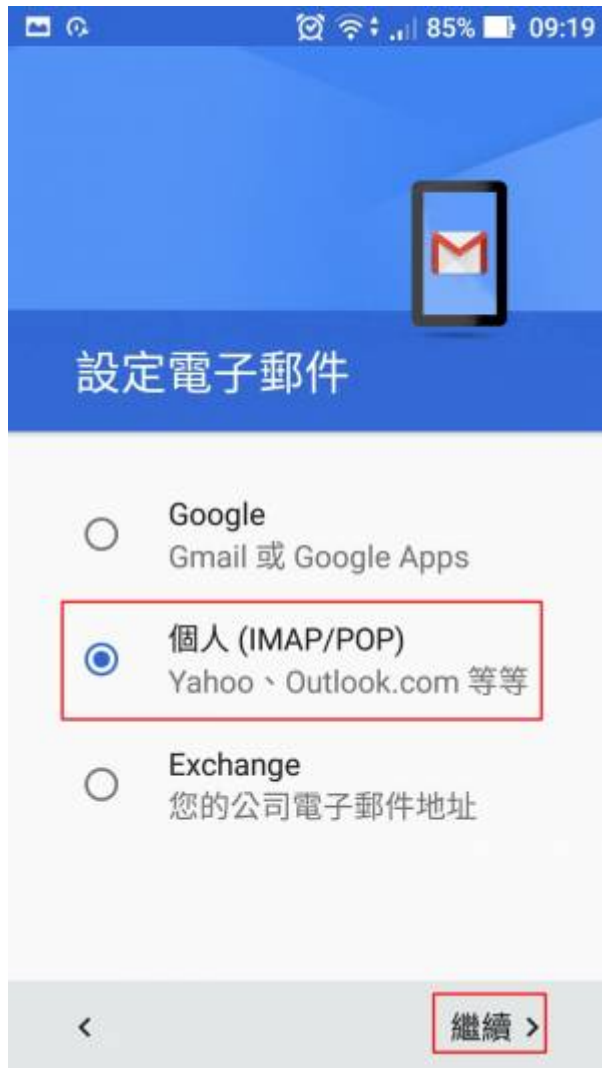 85% 09:19
設定電子郵件
Google
Gmail 或 Google Apps
個人 (IMAP/POP)
Yahoo、Outlook.com 等等
Exchange
您的公司電子郵件地址
繼續